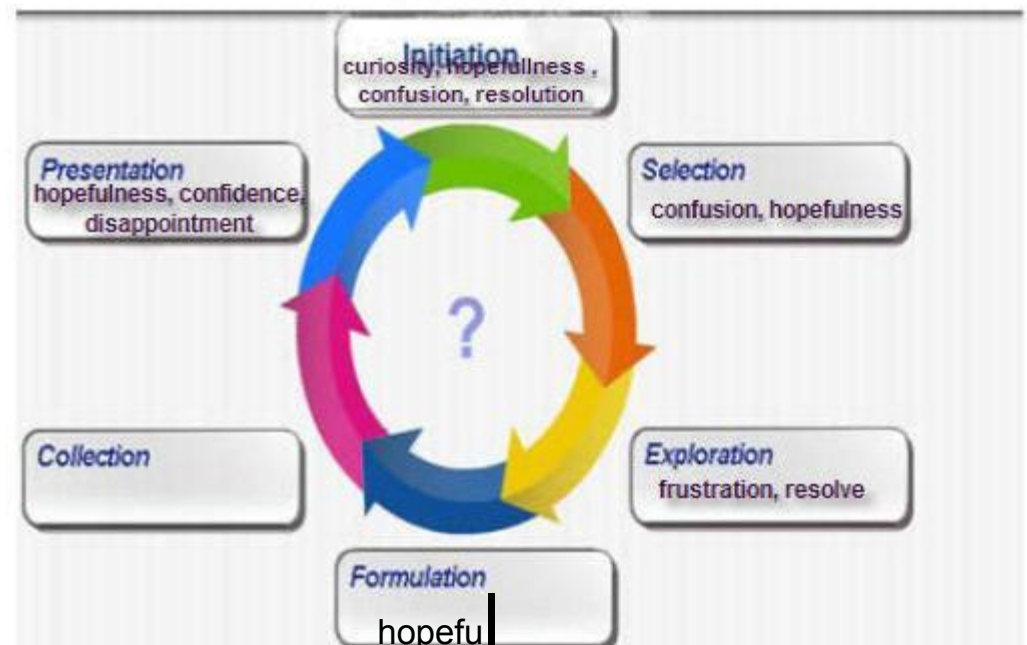 Initiation
curiosity, hopefullness ,
confusion, resolution
Selection
confusion, hopefulness
Exploration
frustration, resolve
Formulation
hopefu
Collection
Presentation
hopefulness, confidence,
disappointment
?